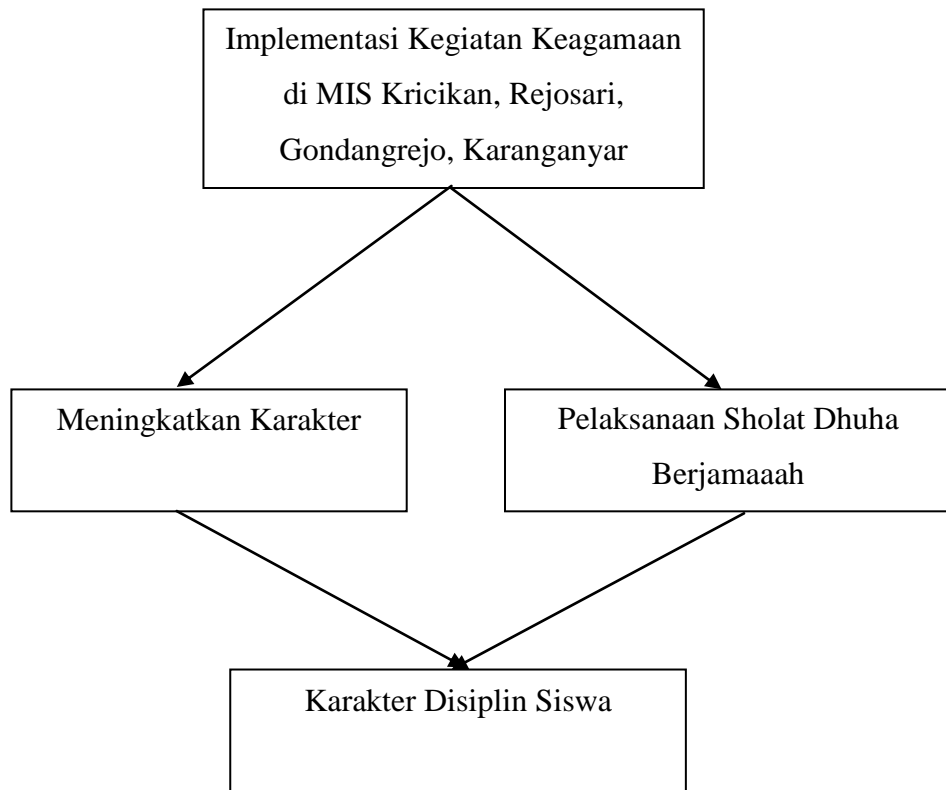 Implementasi Kegiatan Keagamaan
di MIS Kricikan, Rejosari,
Gondangrejo, Karanganyar
Meningkatkan Karakter
Pelaksanaan Sholat Dhuha
Berjamaaah
Karakter Disiplin Siswa